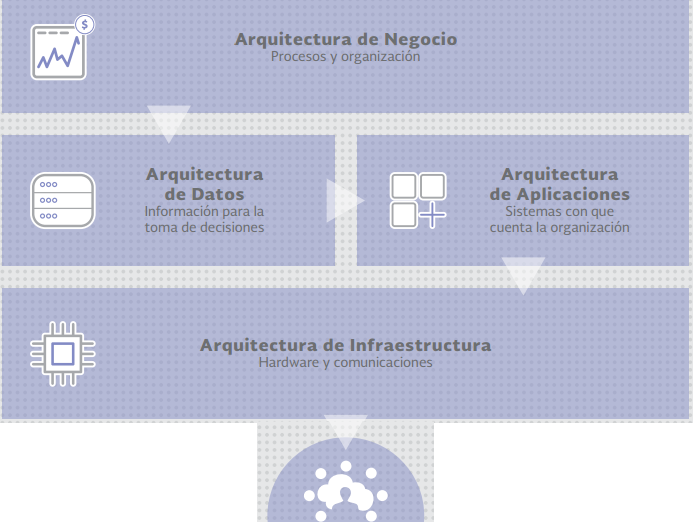 $
Arquitectura de Negocio
Procesos y organización
Arquitectura
de Datos
Información para la
toma de decisiones
Arquitectura
de Aplicaciones
Sistemas con que
cuenta la organización
Arquitectura de Infraestructura
Hardware y comunicaciones